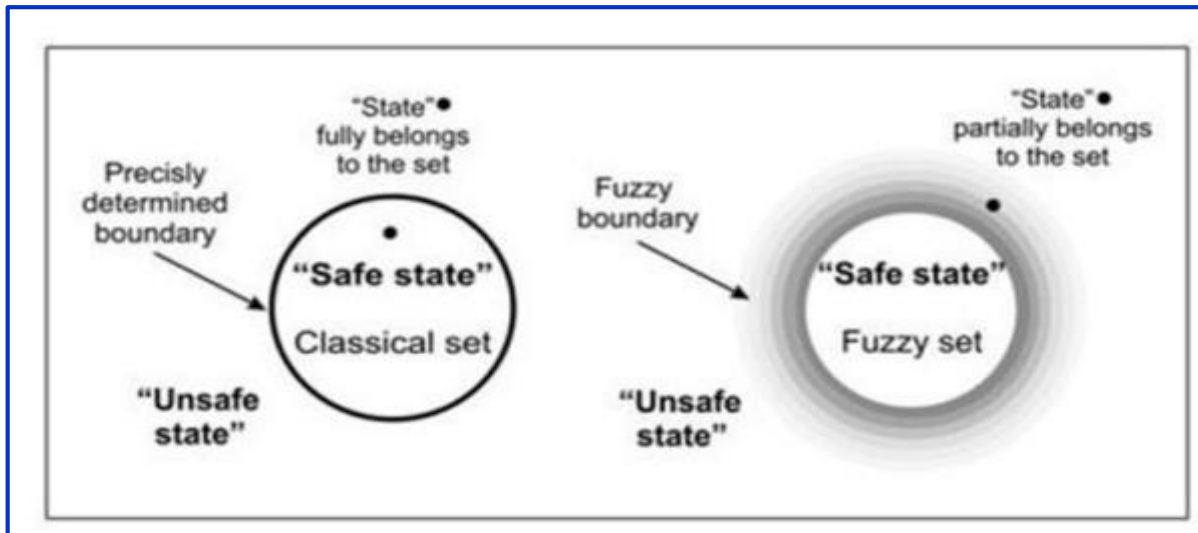 "State"●
fully belongs
to the set
Precisly
determined
boundary
"Safe state"
Classical set
"Unsafe
state"
"State"●
partially belongs
to the set
Fuzzy
boundary
"Safe state"
Fuzzy set
"Unsafe
state"